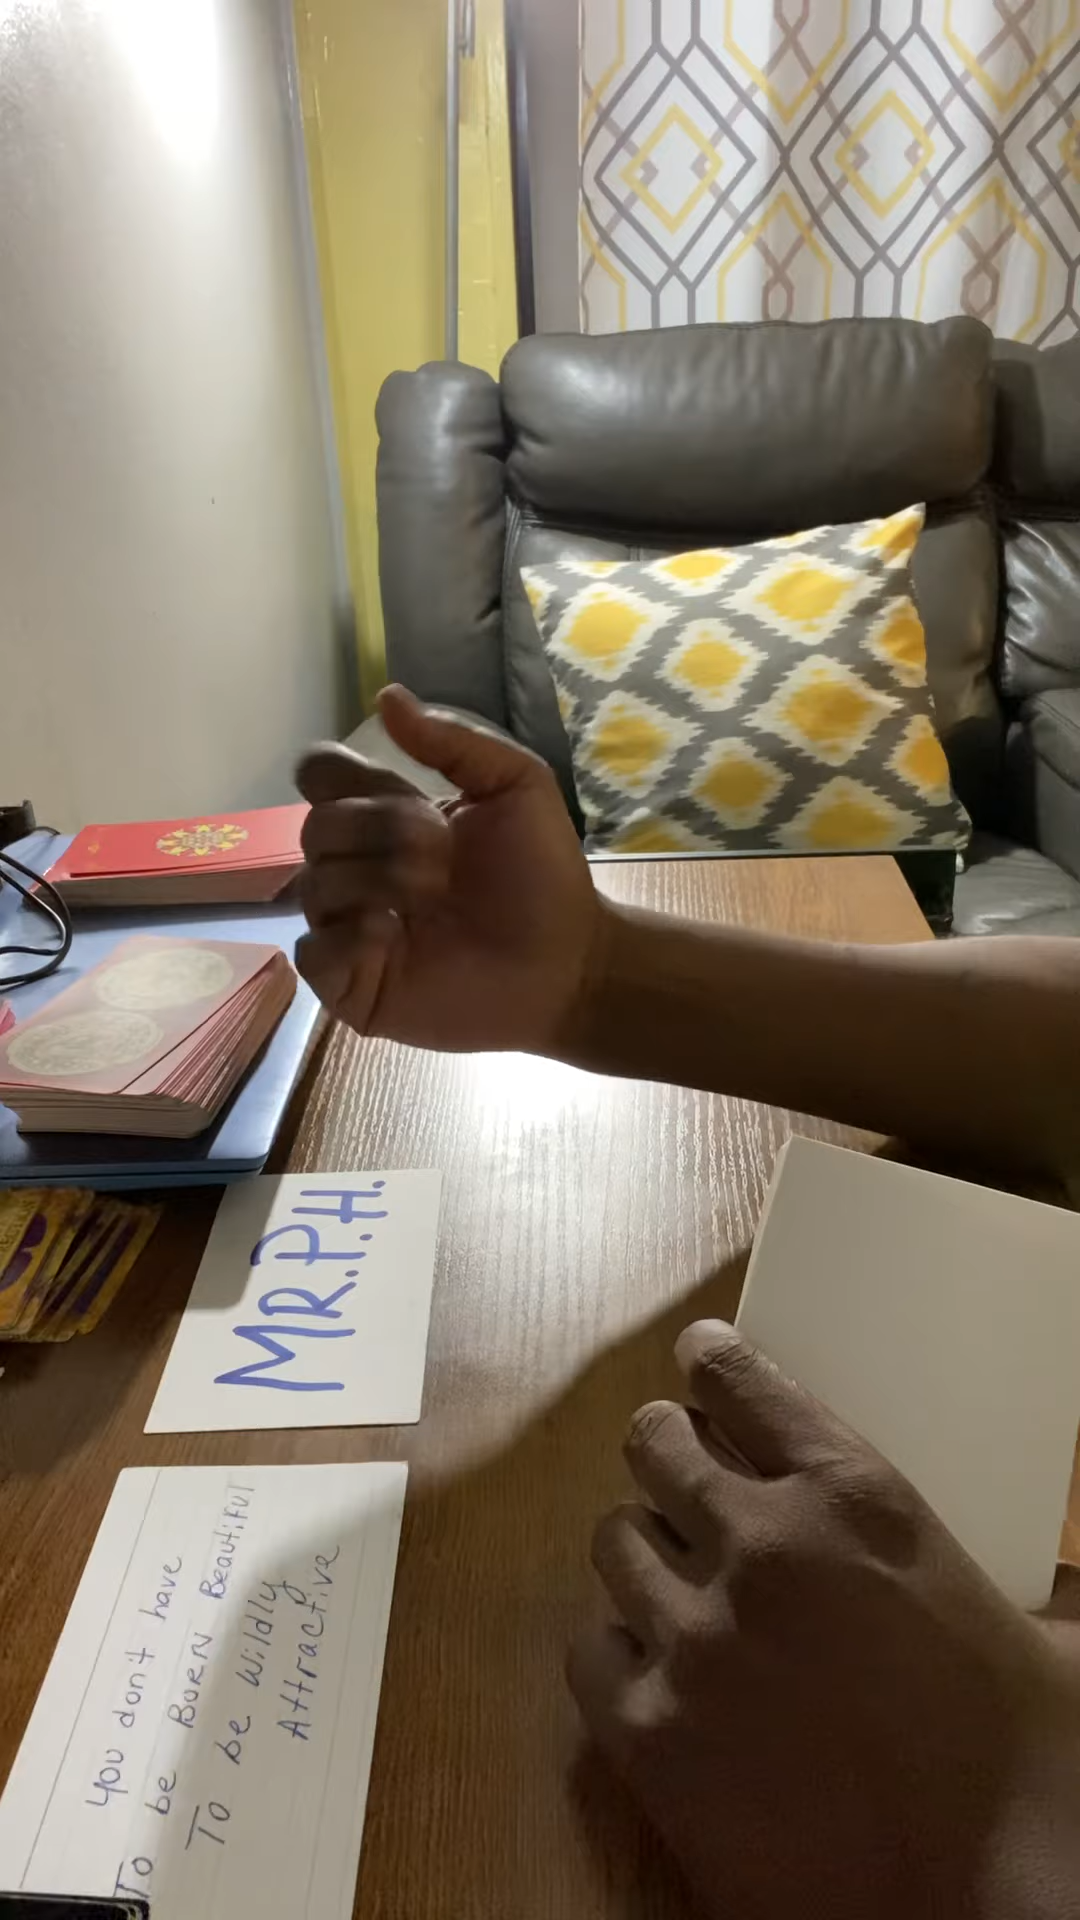 MR.P.H.
you don't have
To be BORN Beautiful
To be Wildly
Attractive